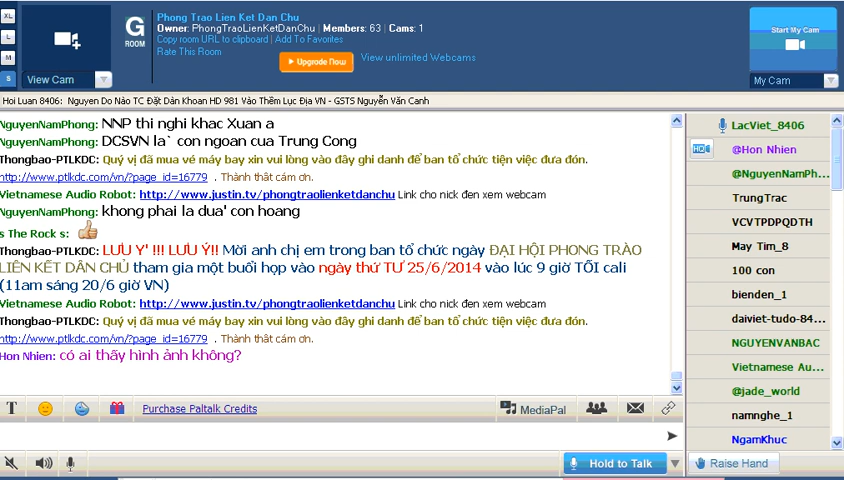 XL
L
M
S
View Cam
G
ROOM
Phong Trao Lien Ket Dan Chu
Owner: PhongTraoLienKetDanChu | Members: 63 | Cams: 1
Copy room URL to clipboard | Add To Favorites
Rate This Room
Upgrade Now
View unlimited Webcams
Start My Cam
My Cam
Hoi Luan 8406: Nguyen Do Nào TC Đặt Dàn Khoan HD 981 Vào Thềm Lục Địa VN - GSTS Nguyễn Văn Canh
NguyenNamPhong: NNP thi nghi khac Xuan a
NguyenNamPhong: DCSVN la` con ngoan cua Trung Cong
Thongbao-PTLKDC: Quý vị đã mua vé máy bay xin vui lòng vào đây ghi danh để ban tổ chức tiện việc đưa đón.
http://www.ptlkdc.com/vn/?page_id=16779 . Thành thât cám ơn.
Vietnamese Audio Robot: http://www.justin.tv/phongtraolienketdanchu Link cho nick đen xem webcam
NguyenNamPhong: khong phai la dua' con hoang
s The Rock s:
Thongbao-PTLKDC: LƯU Y' !!! LƯU Ý!! Mời anh chị em trong ban tổ chức ngày ĐẠI HỘI PHONG TRÀO
LIÊN KẾT DÂN CHỦ tham gia một buổi họp vào ngày thứ TƯ 25/6/2014 vào lúc 9 giờ TỐI cali
(11am sáng 20/6 giờ VN)
Vietnamese Audio Robot: http://www.justin.tv/phongtraolienketdanchu Link cho nick đen xem webcam
Thongbao-PTLKDC: Quý vị đã mua vé máy bay xin vui lòng vào đây ghi danh để ban tổ chức tiện việc đưa đón.
http://www.ptlkdc.com/vn/?page_id=16779 . Thành thât cám ơn.
Hon Nhien: có ai thấy hình ảnh không?
LacViet_8406
HD
@Hon Nhien
@NguyenNamPh...
TrungTrac
VCVTPDPQDTH
May Tim_8
100 con
bienden_1
daiviet-tudo-84...
NGUYENVANBAC
Vietnamese Au...
@jade_world
namnghe_1
NgamKhuc
T
Purchase Paltalk Credits
MediaPal
Hold to Talk
Raise Hand